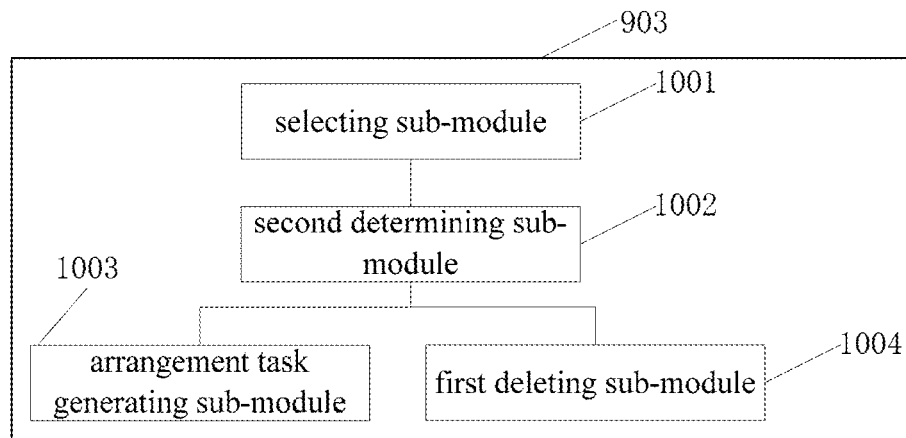 903
1001
selecting sub-module
1002
second determining sub-
module
1003
arrangement task
generating sub-module
1004
first deleting sub-module